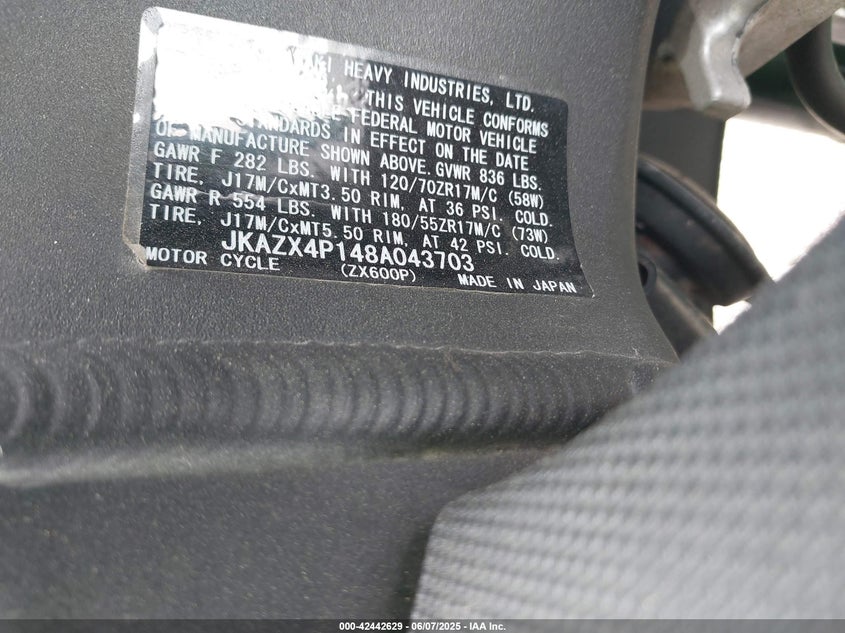 HEAVY INDUSTRIES, LTD.
THIS VEHICLE CONFORMS
FEDERAL MOTOR VEHICLE
STANDARDS IN EFFECT ON THE DATE
OF MANUFACTURE SHOWN ABOVE. GVWR 836 LBS.
GAWR F 282 LBS. WITH 120/70ZR17M/C (58W)
TIRE, J17M/CxMT3.50 RIM, AT 36 PSI. COLD.
GAWR R 554 LBS. WITH 180/55ZR17M/C (73W)
TIRE, J17M/CxMT5.50 RIM, AT 42 PSI. COLD.
JKAZX4P148A043703
MOTOR CYCLE (ZX600P) MADE IN JAPAN
000-42442629 06/07/2025 ©IAA Inc.